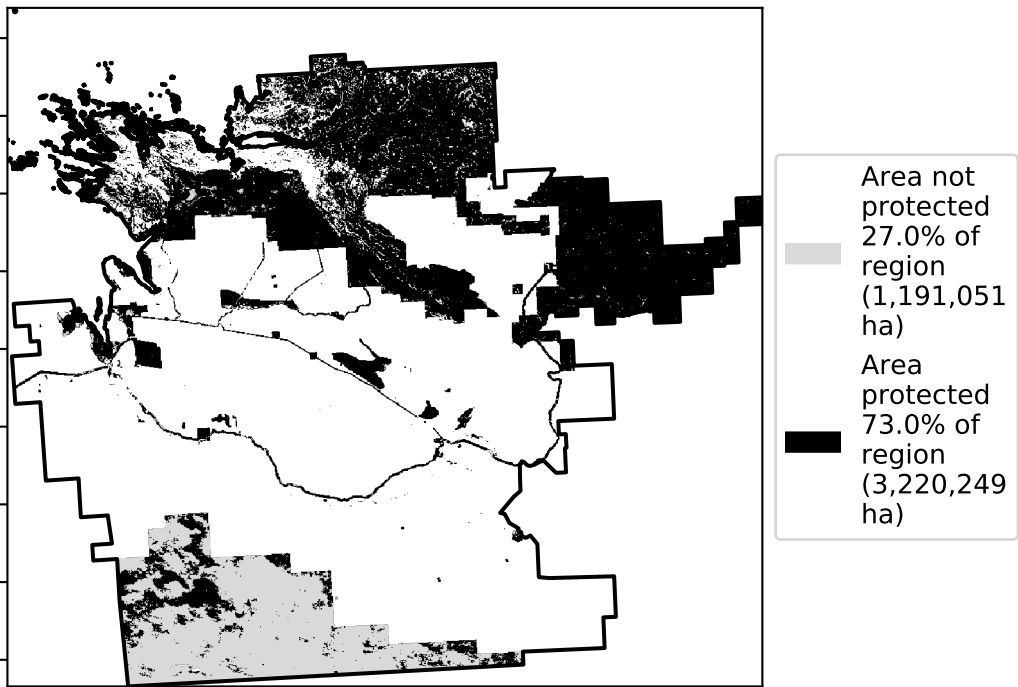 Area not
protected
27.0% of
region
(1,191,051
ha)
Area
protected
73.0% of
region
(3,220,249
ha)